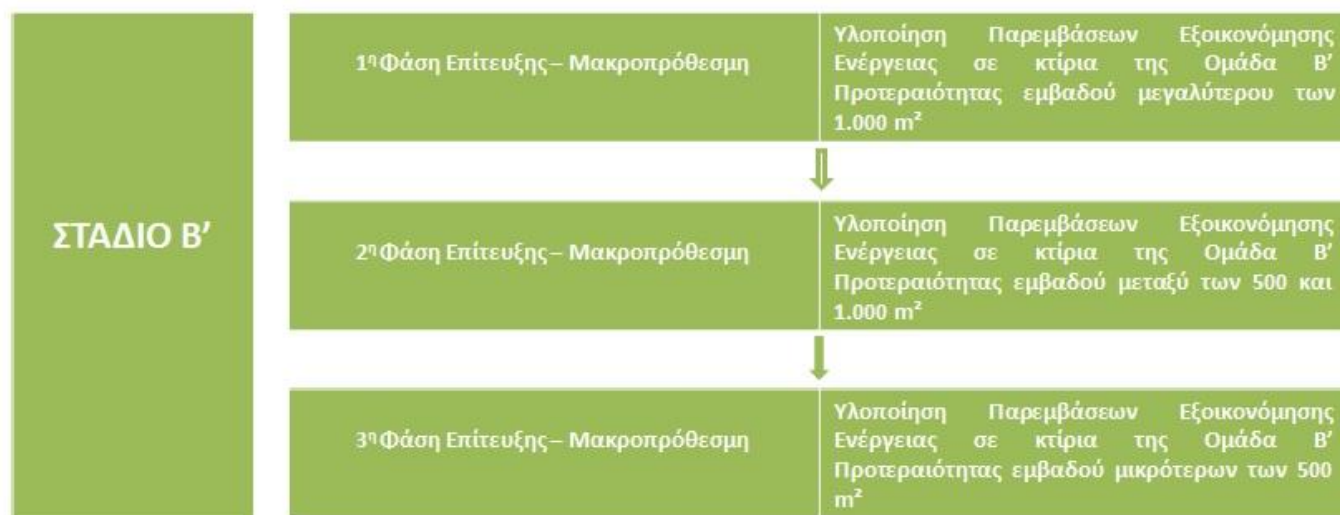 ΣΤΑΔΙΟ Β’
1η Φάση Επίτευξης – Μακροπρόθεσμη
Υλοποίηση Παρεμβάσεων Εξοικονόμησης
Ενέργειας σε κτίρια της Ομάδα Β’
Προτεραιότητας εμβαδού μεγαλύτερου των
1.000 m²
2η Φάση Επίτευξης – Μακροπρόθεσμη
Υλοποίηση Παρεμβάσεων Εξοικονόμησης
Ενέργειας σε κτίρια της Ομάδα Β’
Προτεραιότητας εμβαδού μεταξύ των 500 και
1.000 m²
3η Φάση Επίτευξης – Μακροπρόθεσμη
Υλοποίηση Παρεμβάσεων Εξοικονόμησης
Ενέργειας σε κτίρια της Ομάδα Β’
Προτεραιότητας εμβαδού μικρότερων των 500
m²